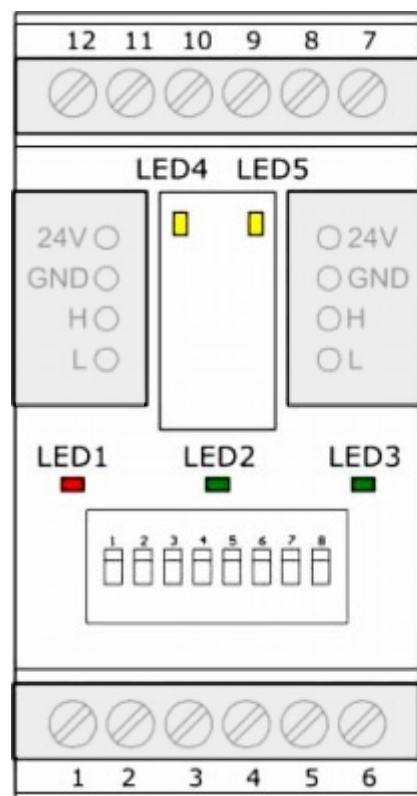 12 11 10 9 8 7
LED4 LED5
24V 24V
GND GND
H H
L L
LED1 LED2 LED3
1 2 3 4 5 6 7 8
1 2 3 4 5 6